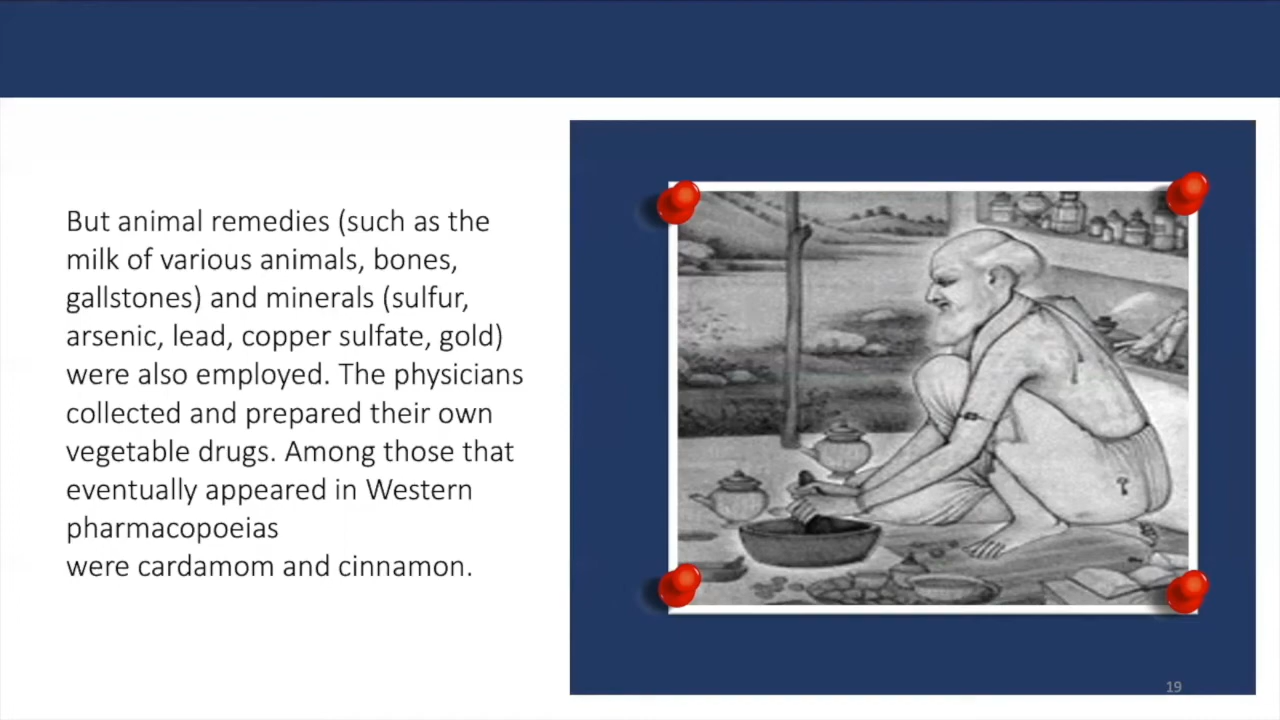 But animal remedies (such as the
milk of various animals, bones,
gallstones) and minerals (sulfur,
arsenic, lead, copper sulfate, gold)
were also employed. The physicians
collected and prepared their own
vegetable drugs. Among those that
eventually appeared in Western
pharmacopoeias
were cardamom and cinnamon.
19